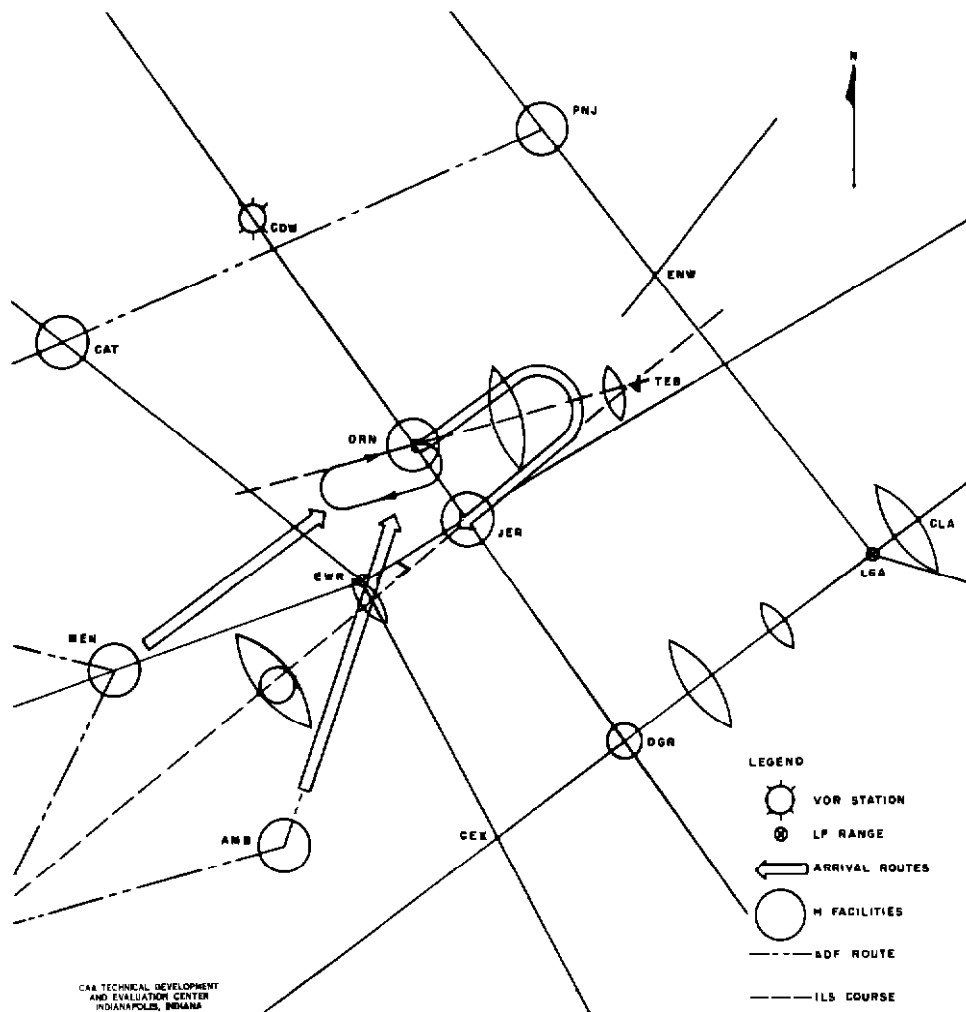 N
PNJ
CDW
ENW
CAT
TEB
ORN
JER
CLA
LGA
EWR
MEN
DGR
AMB
CEX
LEGEND
VOR STATION
LF RANGE
ARRIVAL ROUTES
H FACILITIES
ADF ROUTE
ILS COURSE
CAA TECHNICAL DEVELOPMENT
AND EVALUATION CENTER
INDIANAPOLIS, INDIANA